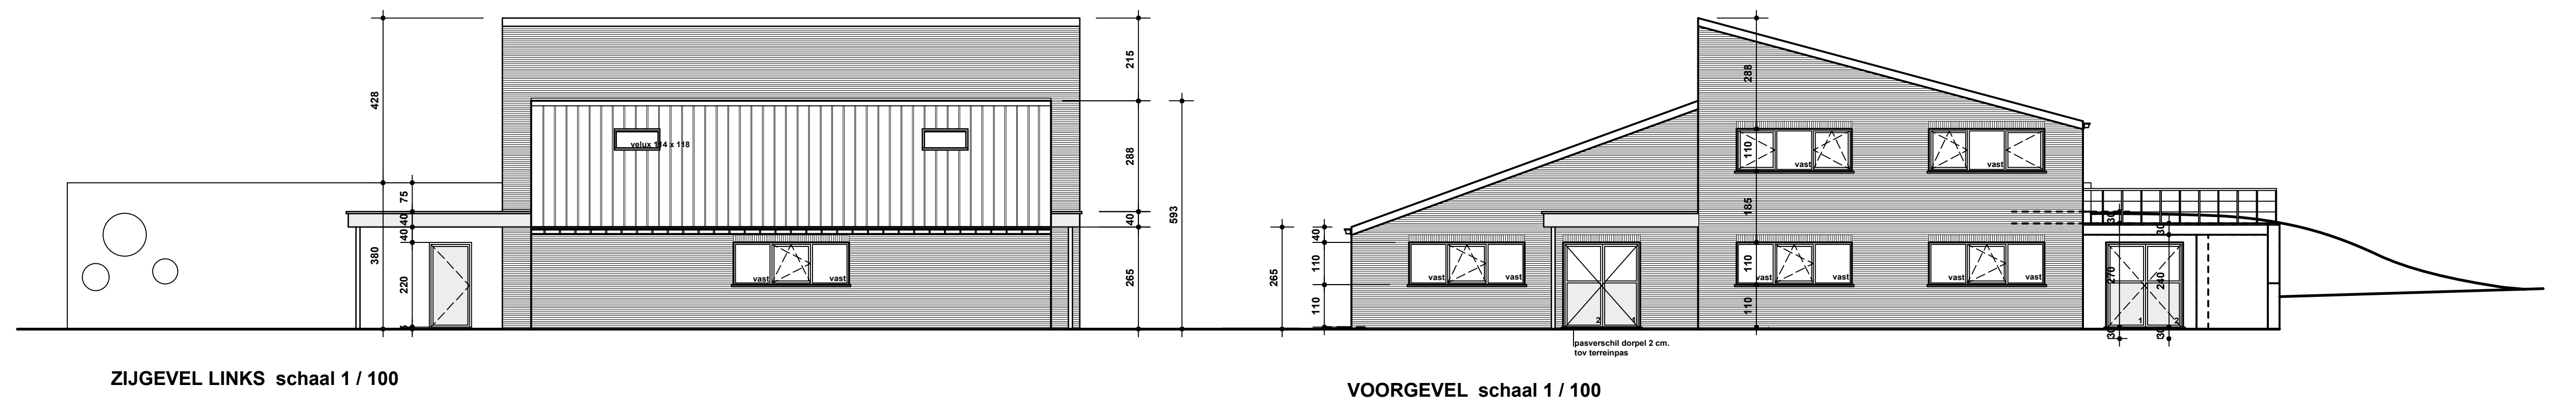 428
380
75
40
40
220
5
velux 114 x 118
vast
vast
215
288
40
265
593
ZIJGEVEL LINKS schaal 1 / 100
265
40
110
110
288
110
185
110
110
vast
vast
vast
vast
vast
vast
vast
vast
2
1
pasverschil dorpel 2 cm.
tov terreinpas
30
30
270
240
1
2
30
30
VOORGEVEL schaal 1 / 100